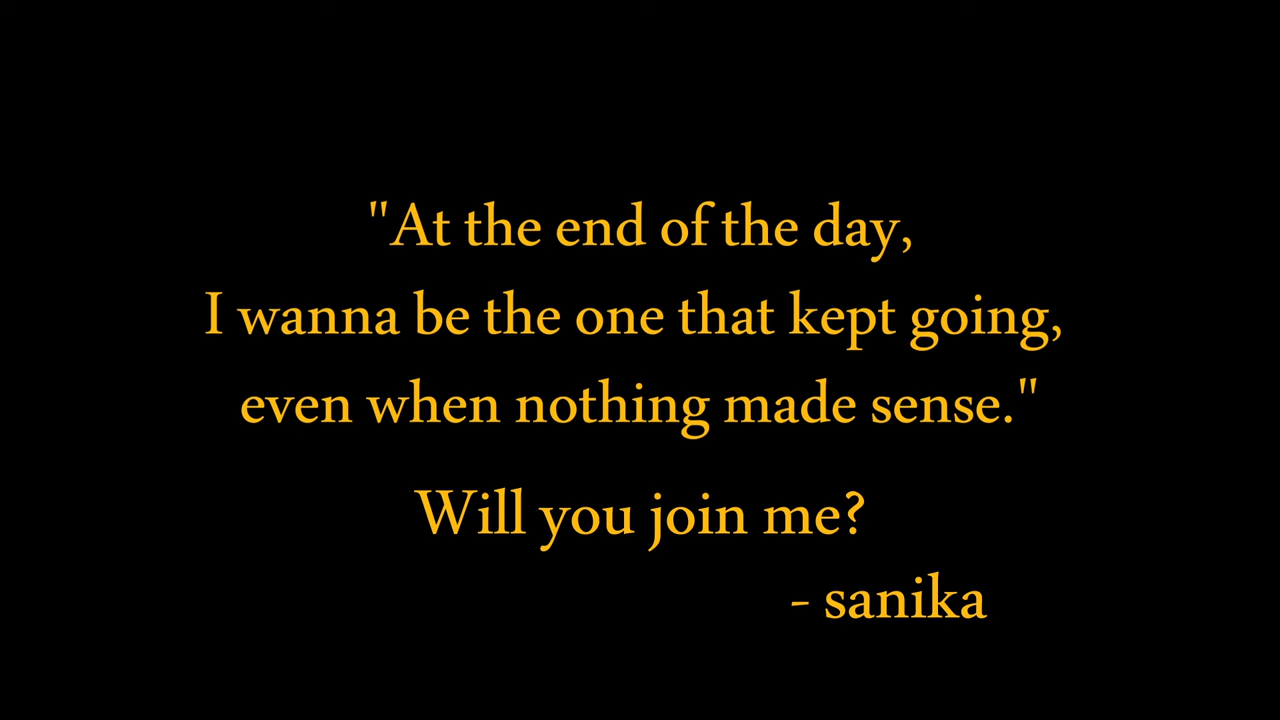 "At the end of the day,
I wanna be the one that kept going,
even when nothing made sense."
Will you join me?
- sanika